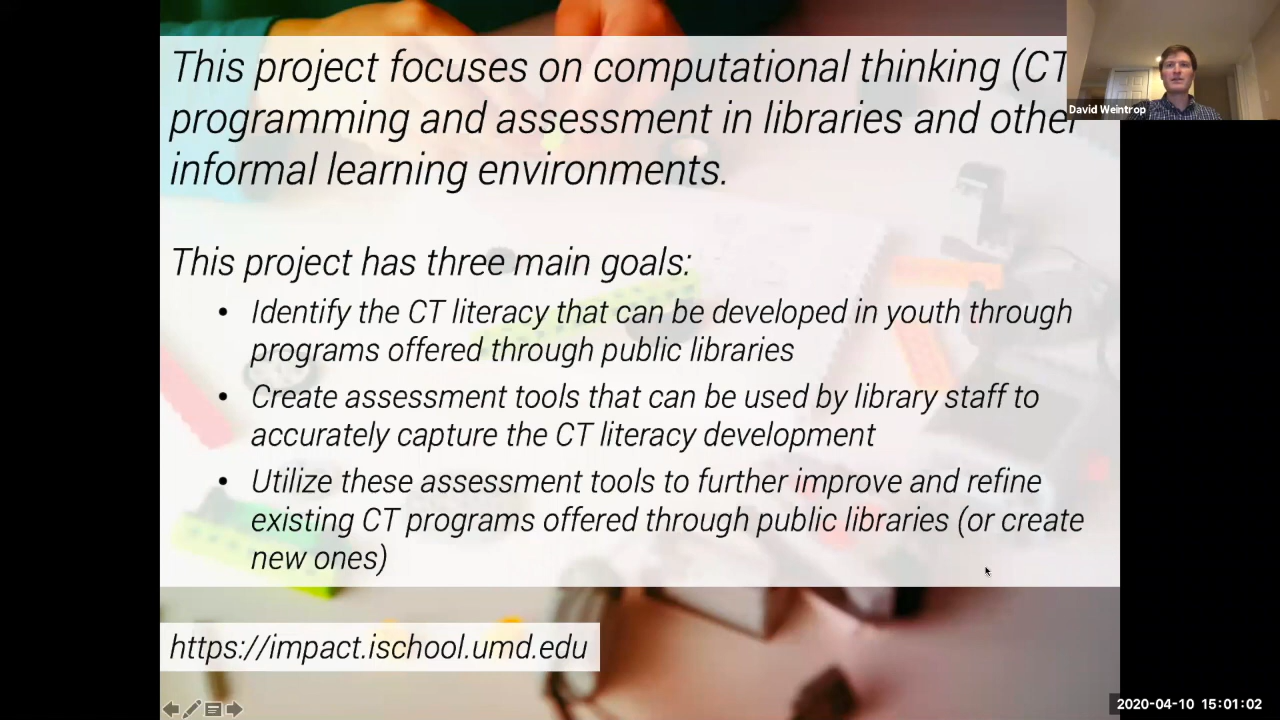 This project focuses on computational thinking (CT
programming and assessment in libraries and other
informal learning environments.
This project has three main goals:
• Identify the CT literacy that can be developed in youth through
programs offered through public libraries
• Create assessment tools that can be used by library staff to
accurately capture the CT literacy development
• Utilize these assessment tools to further improve and refine
existing CT programs offered through public libraries (or create
new ones)
https://impact.ischool.umd.edu
David Weintrop
2020-04-10 15:01:02